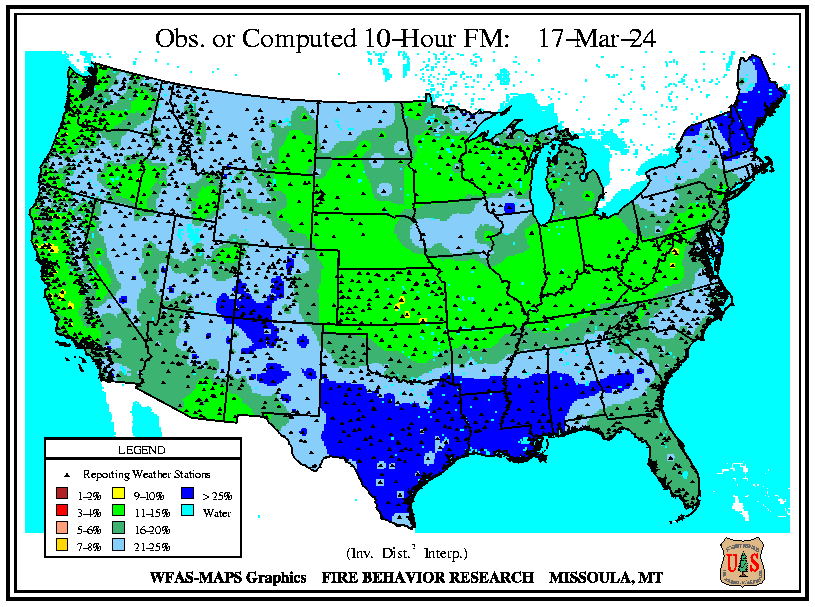 Obs. or Computed 10-Hour FM: 17-Mar-24
LEGEND
Reporting Weather Stations
1-2% 9-10% > 25%
3-4% 11-15% Water
5-6% 16-20%
7-8% 21-25%
(Inv. Dist.² Interp.)
WFAS-MAPS Graphics FIRE BEHAVIOR RESEARCH MISSOULA, MT
U S